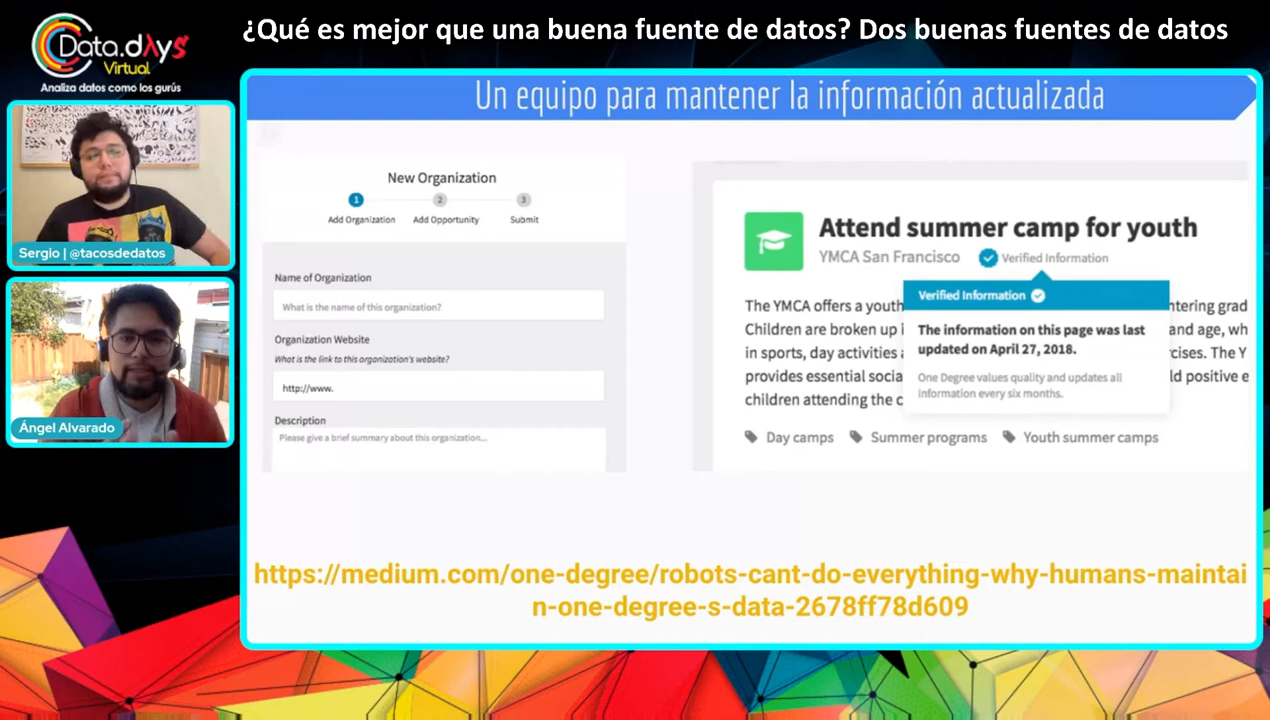 ¿Qué es mejor que una buena fuente de datos? Dos buenas fuentes de datos
Data.dλys
Virtual
Analiza datos como los gurús
Sergio | @tacosdedatos
Ángel Alvarado
Un equipo para mantener la información actualizada
New Organization
1
2
3
Add Organization
Add Opportunity
Submit
Name of Organization
What is the name of this organization?
Organization Website
What is the link to this organization's website?
http://www.
Description
Please give a brief summary about this organization...
Attend summer camp for youth
YMCA San Francisco
Verified Information
Verified Information
The information on this page was last
updated on April 27, 2018.
One Degree values quality and updates all
information every six months.
The YMCA offers a youth
ntering grad
Children are broken up i
and age, wh
in sports, day activities a
rcises. The Y
provides essential socia
ld positive e
children attending the c
Day camps
Summer programs
Youth summer camps
https://medium.com/one-degree/robots-cant-do-everything-why-humans-maintai
n-one-degree-s-data-2678ff78d609